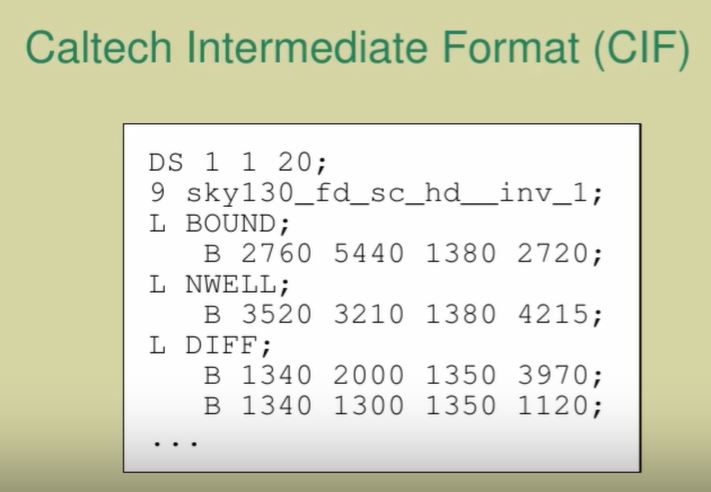 Caltech Intermediate Format (CIF)
DS 1 1 20;
9 sky130_fd_sc_hd__inv_1;
L BOUND;
B 2760 5440 1380 2720;
L NWELL;
B 3520 3210 1380 4215;
L DIFF;
B 1340 2000 1350 3970;
B 1340 1300 1350 1120;
...